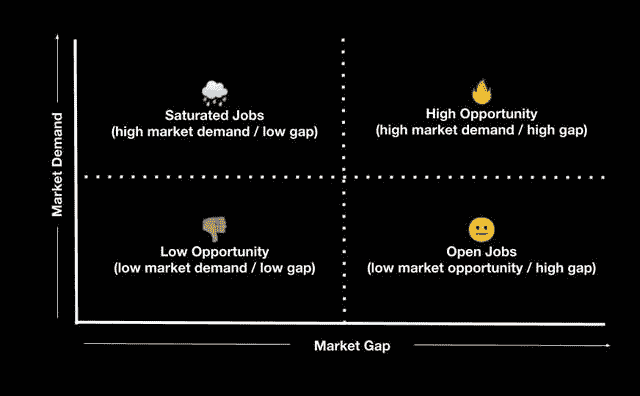 Market Demand
Saturated Jobs
(high market demand / low gap)
High Opportunity
(high market demand / high gap)
Low Opportunity
(low market demand / low gap)
Open Jobs
(low market opportunity / high gap)
Market Gap